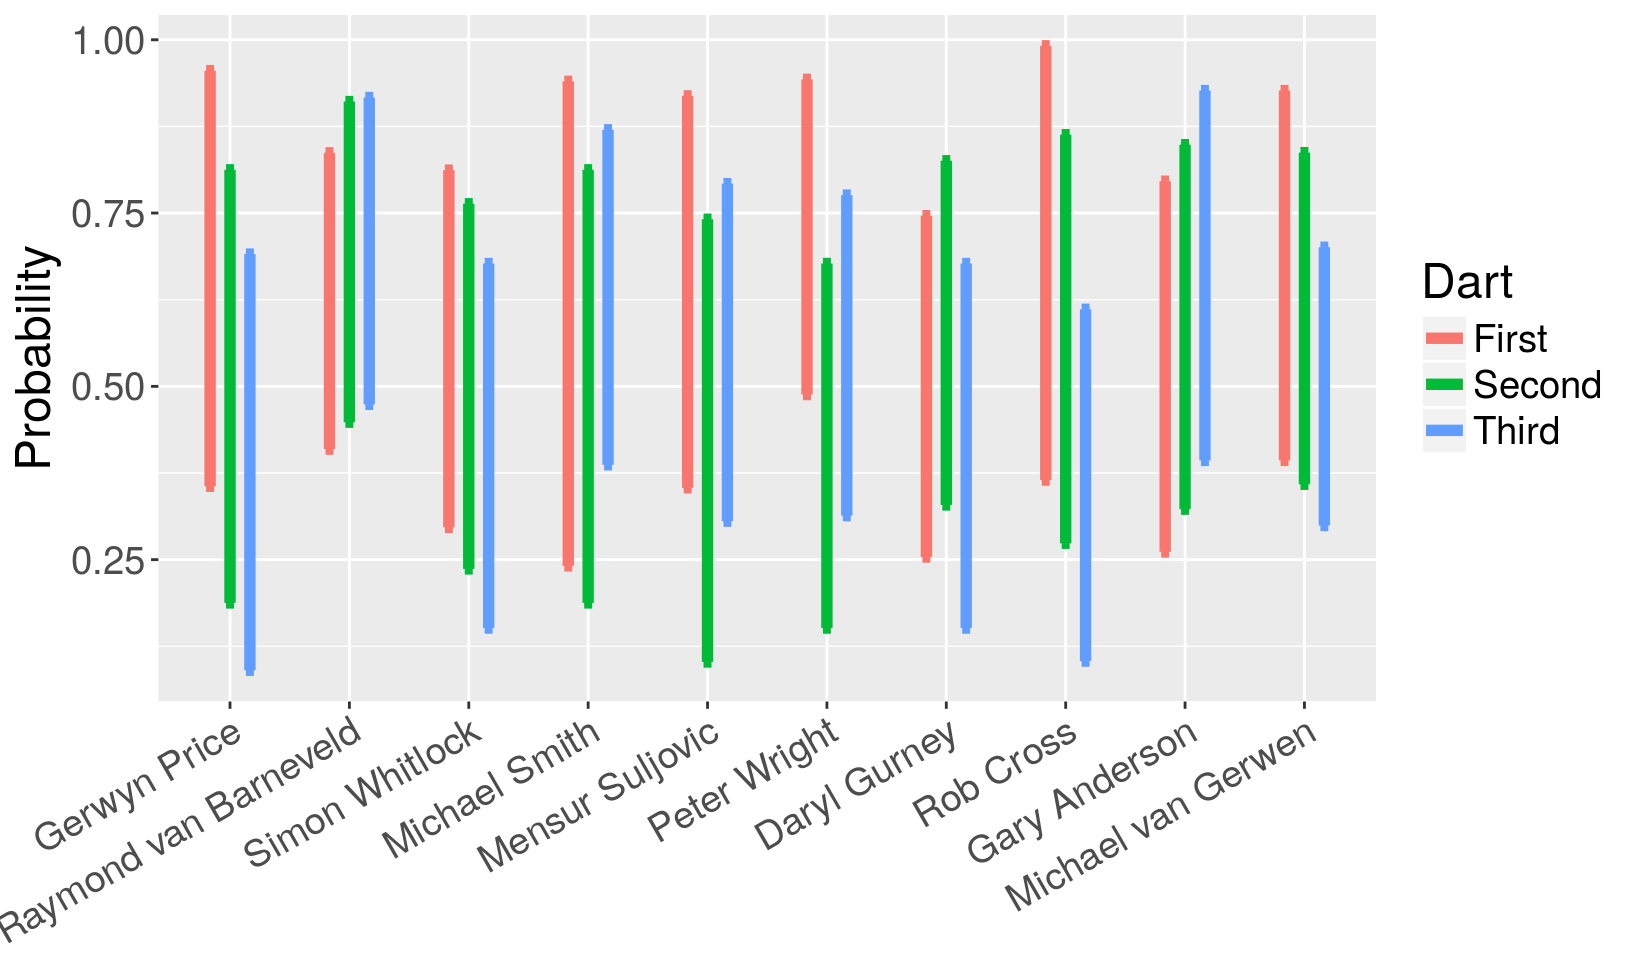 1.00
0.75
0.50
0.25
Probability
Gerwyn Price
Raymond van Barneveld
Simon Whitlock
Michael Smith
Mensur Suljovic
Peter Wright
Daryl Gurney
Rob Cross
Gary Anderson
Michael van Gerwen
Dart
First
Second
Third